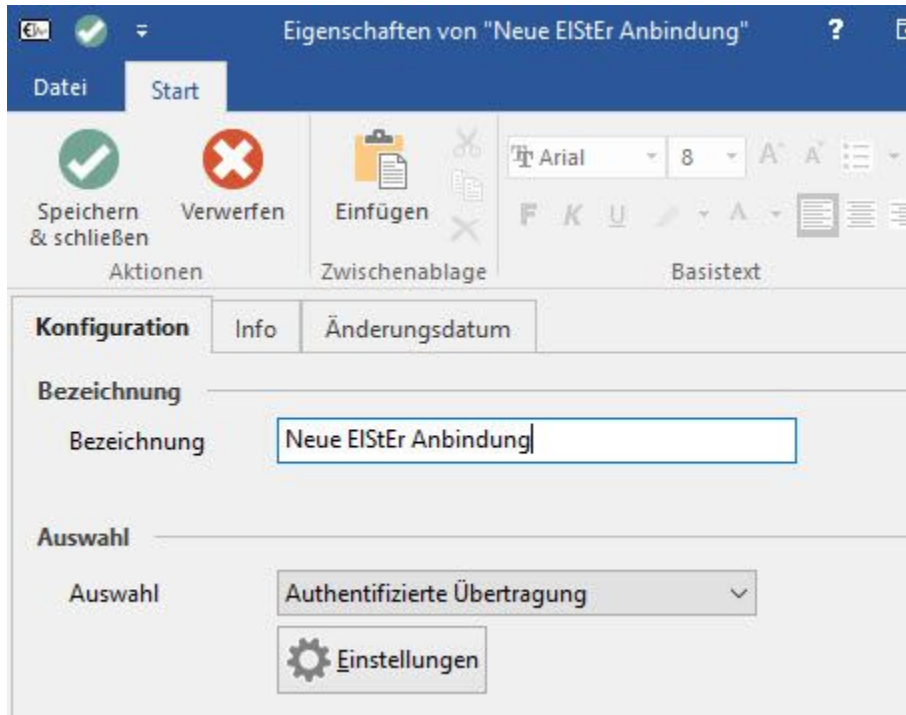 Eigenschaften von "Neue ElStEr Anbindung" ?
Datei Start
Speichern & schließen
Verwerfen
Einfügen
Arial 8
F K U A
Aktionen Zwischenablage Basistext
Konfiguration Info Änderungsdatum
Bezeichnung
Bezeichnung Neue ElStEr Anbindung
Auswahl
Auswahl Authentifizierte Übertragung
Einstellungen